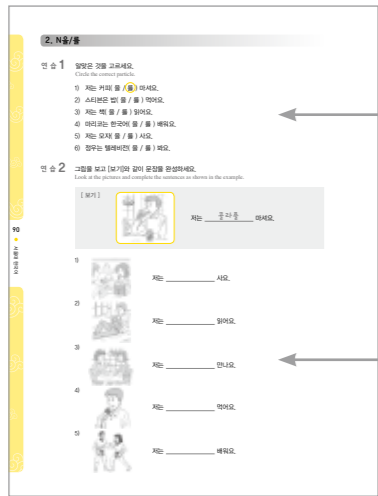 2. N을/를
연 습 1 알맞은 것을 고르세요.
Circle the correct particle.
1) 저는 커피( 을 / 를 ) 마셔요.
2) 스티븐은 밥( 을 / 를 ) 먹어요.
3) 저는 책( 을 / 를 ) 읽어요.
4) 마리코는 한국어( 을 / 를 ) 배워요.
5) 저는 모자( 을 / 를 ) 사요.
6) 정우는 텔레비전( 을 / 를 ) 봐요.
연 습 2 그림을 보고 [보기]와 같이 문장을 완성하세요.
Look at the pictures and complete the sentences as shown in the example.
[ 보기 ]
저는 콜라를 마셔요.
1)
저는 사요.
2)
저는 읽어요.
3)
저는 만나요.
4)
저는 먹어요.
5)
저는 배워요.
90
서울대 한국어